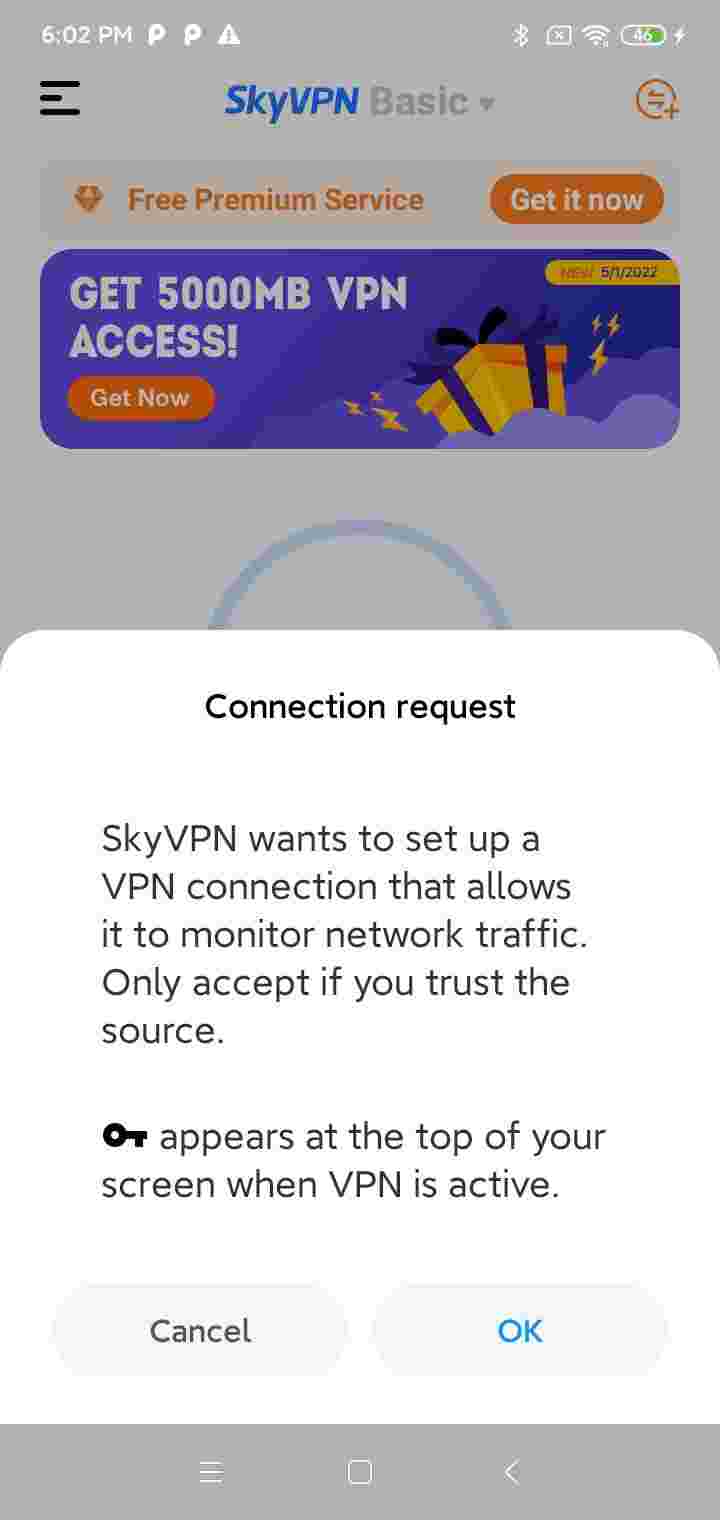 6:02 PM
46
SkyVPN Basic
Free Premium Service
Get it now
GET 5000MB VPN
ACCESS!
NEW 5/1/2022
Get Now
Connection request
SkyVPN wants to set up a
VPN connection that allows
it to monitor network traffic.
Only accept if you trust the
source.
appears at the top of your
screen when VPN is active.
Cancel
OK